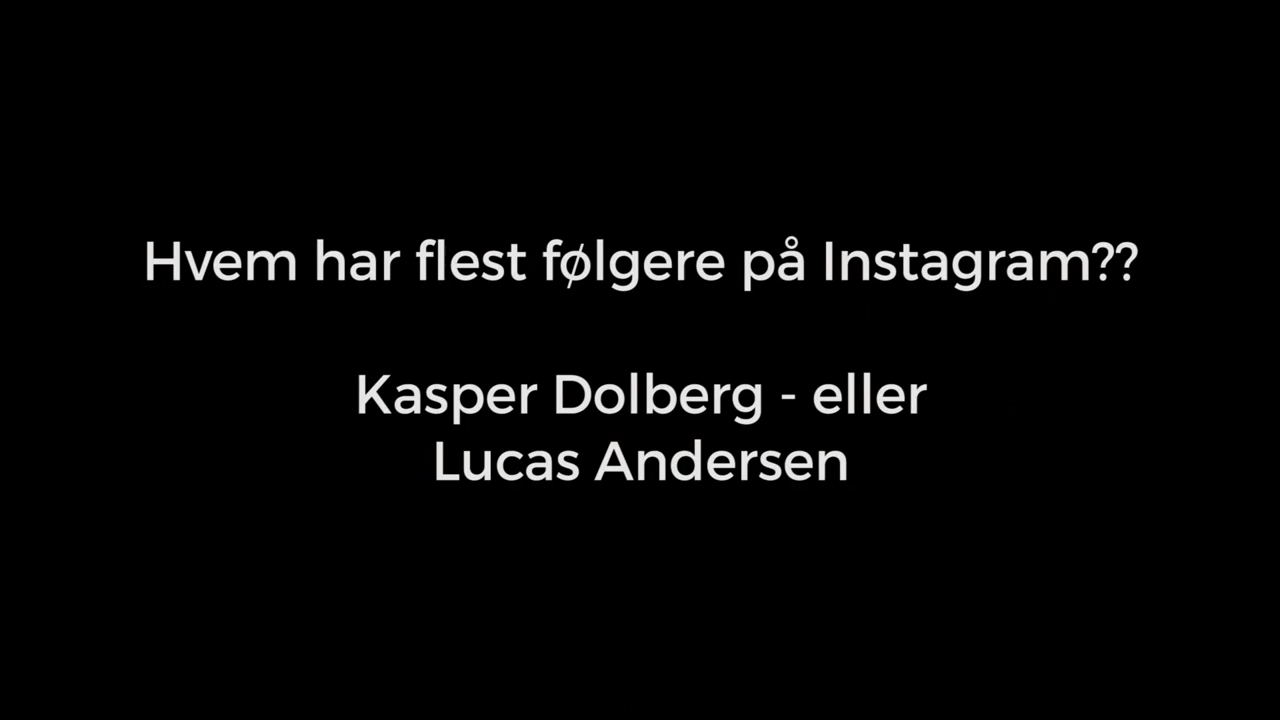 Hvem har flest følgere på Instagram??
Kasper Dolberg - eller
Lucas Andersen